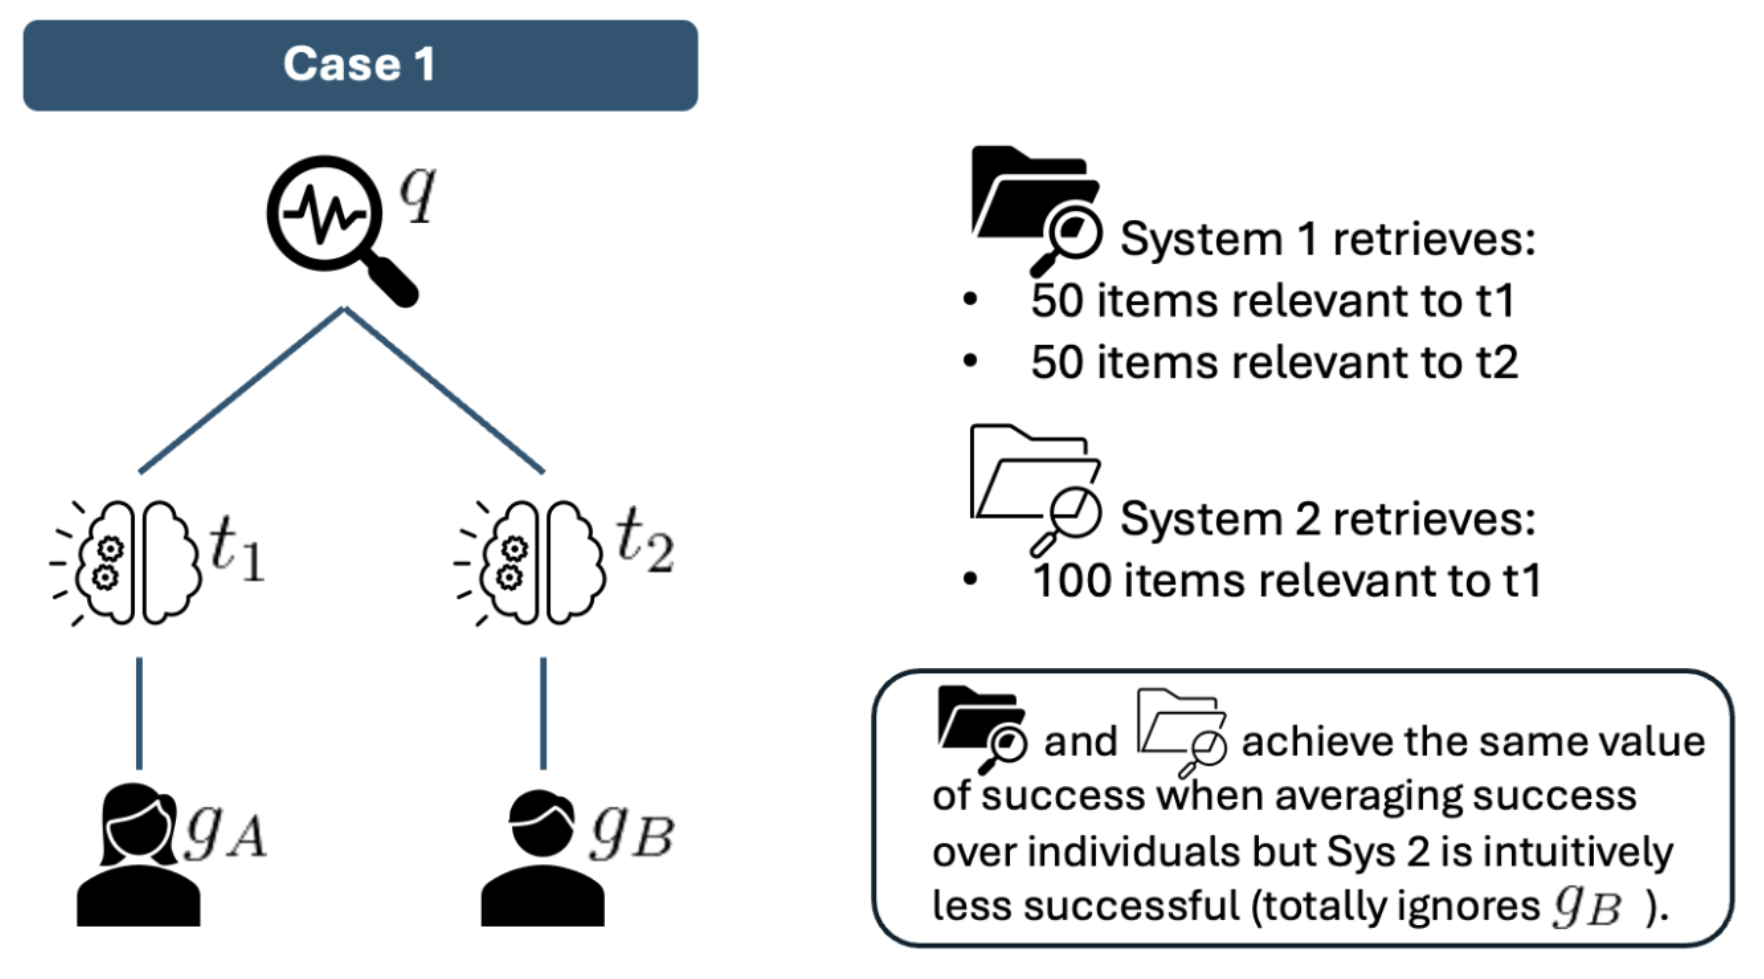 Case 1
q
t1
t2
gA
gB
System 1 retrieves:
• 50 items relevant to t1
• 50 items relevant to t2
System 2 retrieves:
• 100 items relevant to t1
and achieve the same value
of success when averaging success
over individuals but Sys 2 is intuitively
less successful (totally ignores gB ).